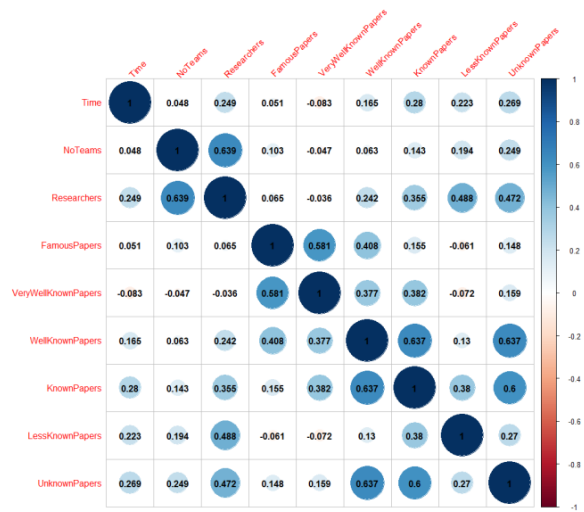 Time NoTeams Researchers FamousPapers VeryWellKnownPapers WellKnownPapers KnownPapers LessKnownPapers UnknownPapers
Time 1 0.048 0.249 0.051 -0.083 0.165 0.28 0.223 0.269
NoTeams 0.048 1 0.639 0.103 -0.047 0.063 0.143 0.194 0.249
Researchers 0.249 0.639 1 0.065 -0.036 0.242 0.355 0.488 0.472
FamousPapers 0.051 0.103 0.065 1 0.581 0.408 0.155 -0.061 0.148
VeryWellKnownPapers -0.083 -0.047 -0.036 0.581 1 0.377 0.382 -0.072 0.159
WellKnownPapers 0.165 0.063 0.242 0.408 0.377 1 0.637 0.13 0.637
KnownPapers 0.28 0.143 0.355 0.155 0.382 0.637 1 0.38 0.6
LessKnownPapers 0.223 0.194 0.488 -0.061 -0.072 0.13 0.38 1 0.27
UnknownPapers 0.269 0.249 0.472 0.148 0.159 0.637 0.6 0.27 1
1
0.8
0.6
0.4
0.2
0
-0.2
-0.4
-0.6
-0.8
-1